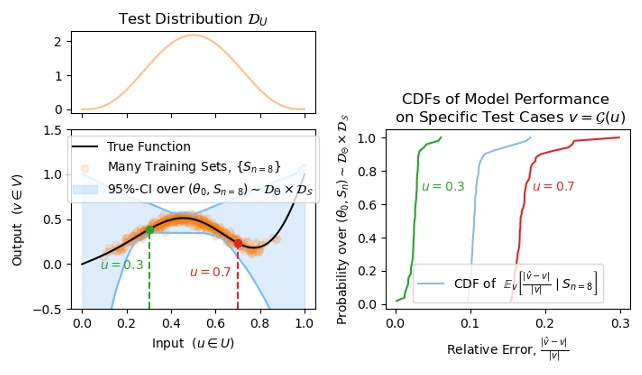 Test Distribution 𝒟_U
2
1
0
1.5
1.0
0.5
0.0
−0.5
Output (v ∈ V)
True Function
Many Training Sets, {S_{n=8}}
95%-CI over (θ₀, S_{n=8}) ~ 𝒟_Θ × 𝒟_𝒮
u = 0.3
u = 0.7
0.0 0.2 0.4 0.6 0.8 1.0
Input (u ∈ U)
CDFs of Model Performance
on Specific Test Cases v = 𝒢(u)
Probability over (θ₀, S_n) ~ 𝒟_Θ × 𝒟_𝒮
1.0
0.8
0.6
0.4
0.2
0.0
u = 0.3
u = 0.7
CDF of 𝔼_v[|v̂ − v| / |v| | S_{n=8}]
0.0 0.1 0.2 0.3
Relative Error, |v̂ − v| / |v|